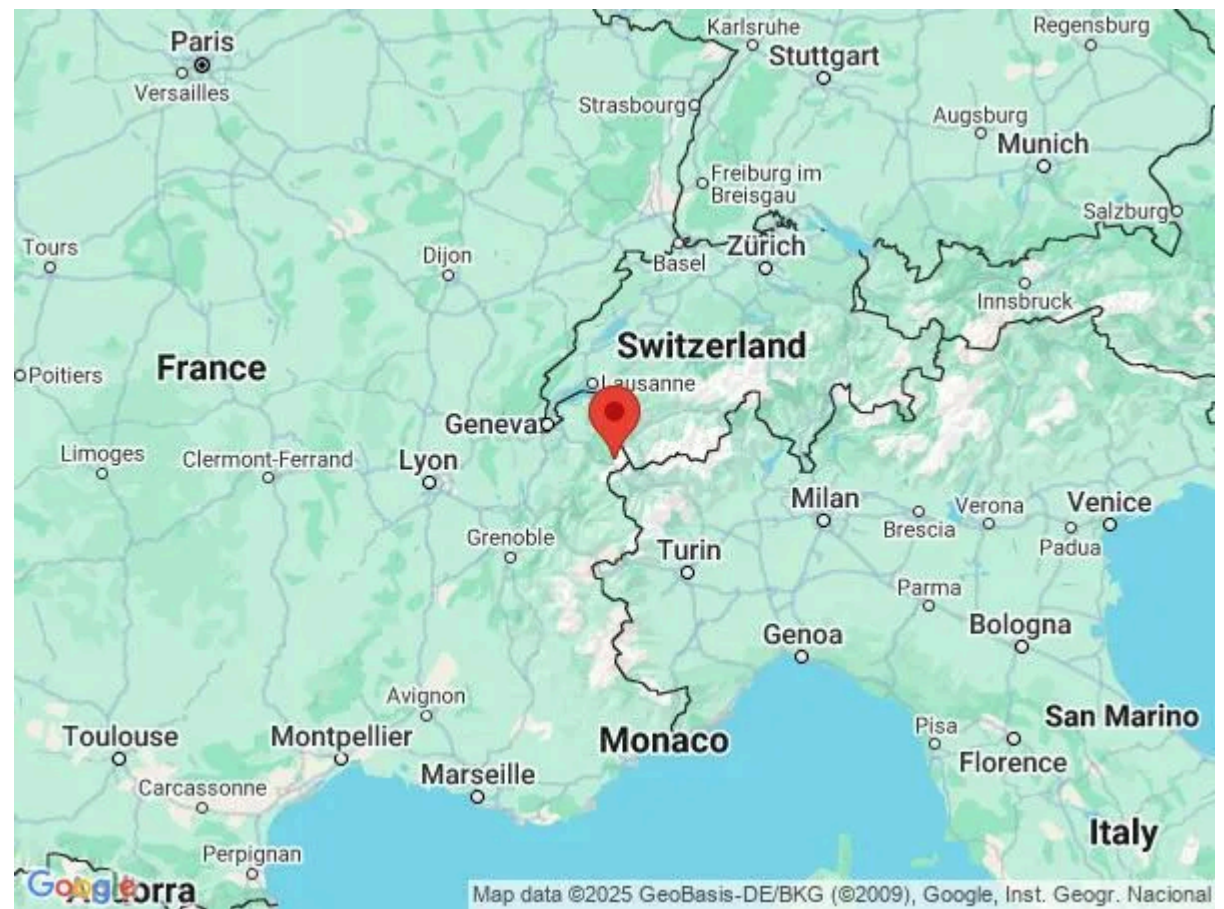 Karlsruhe
Regensburg
Paris
Stuttgart
Versailles
Strasbourg
Augsburg
Munich
Freiburg im
Breisgau
Salzburg
Tours
Dijon
Basel
Zürich
Innsbruck
Switzerland
France
Poitiers
Lausanne
Geneva
Limoges
Clermont-Ferrand
Lyon
Milan
Verona
Venice
Brescia
Padua
Grenoble
Turin
Parma
Genoa
Bologna
Avignon
Pisa
San Marino
Toulouse
Montpellier
Monaco
Florence
Marseille
Carcassonne
Italy
Perpignan
Google
Map data ©2025 GeoBasis-DE/BKG (©2009), Google, Inst. Geogr. Nacional